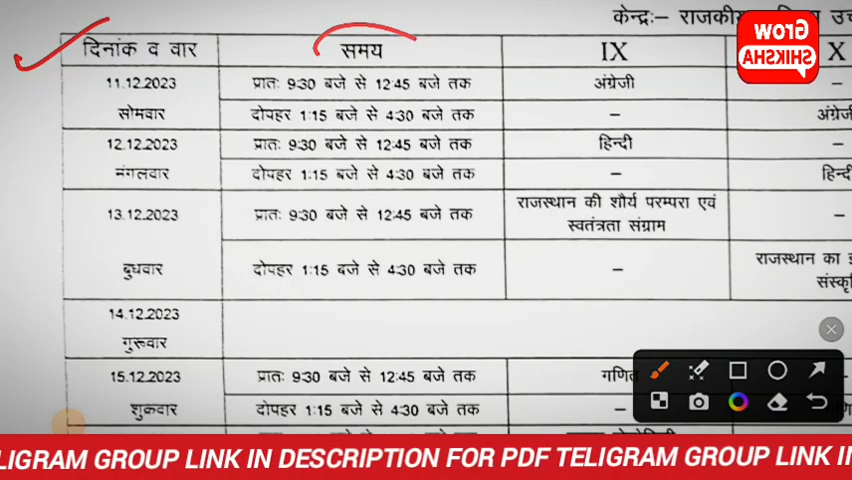 केन्द्रः– राजकीय
Grow
SHIKSHA
दिनांक व वार समय IX X
11.12.2023 प्रातः 9:30 बजे से 12:45 बजे तक अंग्रेजी –
सोमवार दोपहर 1:15 बजे से 4:30 बजे तक – अंग्रेजी
12.12.2023 प्रातः 9:30 बजे से 12:45 बजे तक हिन्दी –
मंगलवार दोपहर 1:15 बजे से 4:30 बजे तक – हिन्दी
13.12.2023 प्रातः 9:30 बजे से 12:45 बजे तक राजस्थान की शौर्य परम्परा एवं स्वतंत्रता संग्राम –
बुधवार दोपहर 1:15 बजे से 4:30 बजे तक – राजस्थान का
14.12.2023
गुरूवार
15.12.2023 प्रातः 9:30 बजे से 12:45 बजे तक गणित –
शुक्रवार दोपहर 1:15 बजे से 4:30 बजे तक –
LIGRAM GROUP LINK IN DESCRIPTION FOR PDF TELIGRAM GROUP LINK IN